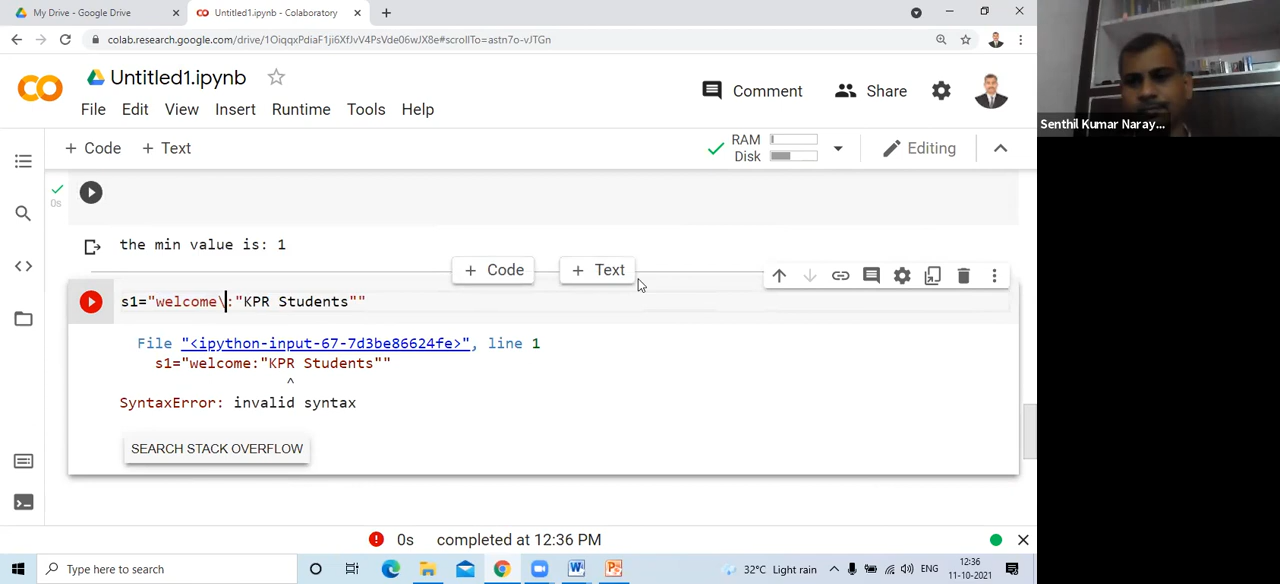 My Drive - Google Drive
Untitled1.ipynb - Colaboratory
colab.research.google.com/drive/1OiqqxPdiaF1ji6XfJvV4PsVde06wJX8e#scrollTo=astn7o-vJTGn
Untitled1.ipynb
File Edit View Insert Runtime Tools Help
Comment Share
+ Code + Text
RAM
Disk
Editing
0s
the min value is: 1
+ Code + Text
s1="welcome\:"KPR Students""
File "<ipython-input-67-7d3be86624fe>", line 1
s1="welcome:"KPR Students""
^
SyntaxError: invalid syntax
SEARCH STACK OVERFLOW
0s completed at 12:36 PM
Type here to search
32°C Light rain
ENG
12:36
11-10-2021
Senthil Kumar Naray...